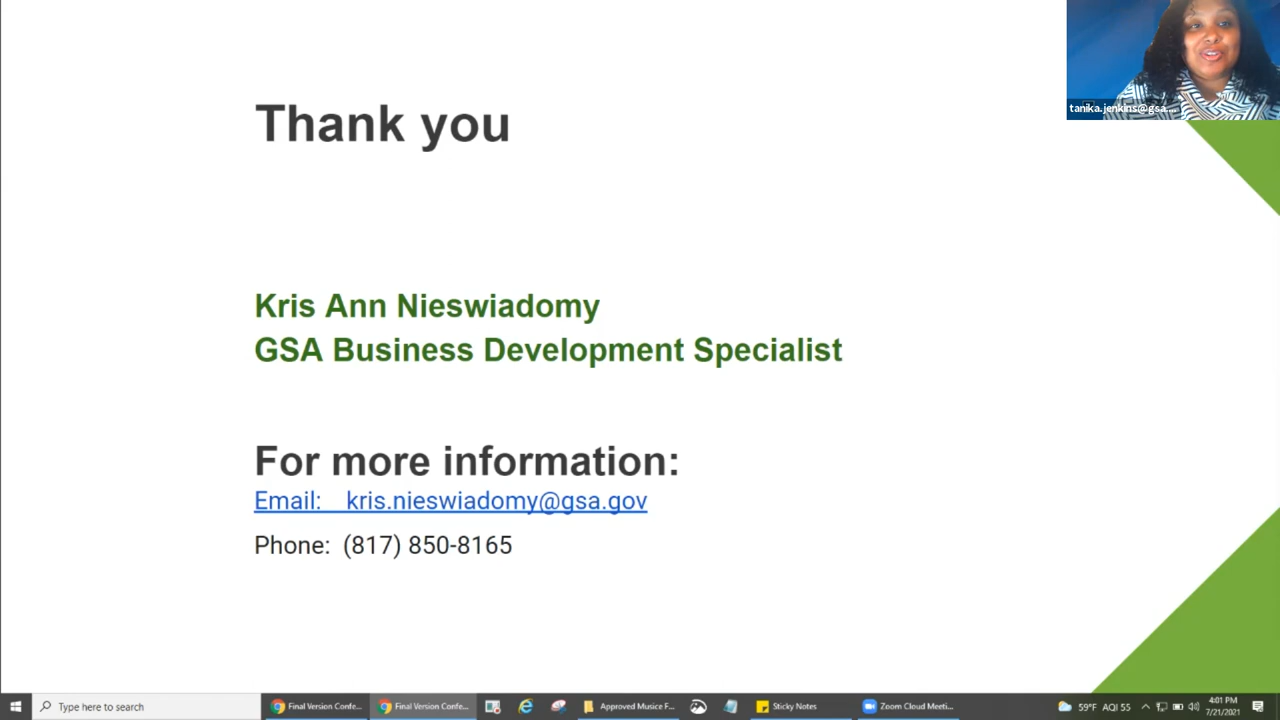 tanika.jenkins@gsa....
Thank you
Kris Ann Nieswiadomy
GSA Business Development Specialist
For more information:
Email: kris.nieswiadomy@gsa.gov
Phone: (817) 850-8165
Type here to search
Final Version Confe...
Final Version Confe...
Approved Musice F...
Sticky Notes
Zoom Cloud Meeti...
59°F AQI 55
4:01 PM
7/21/2021